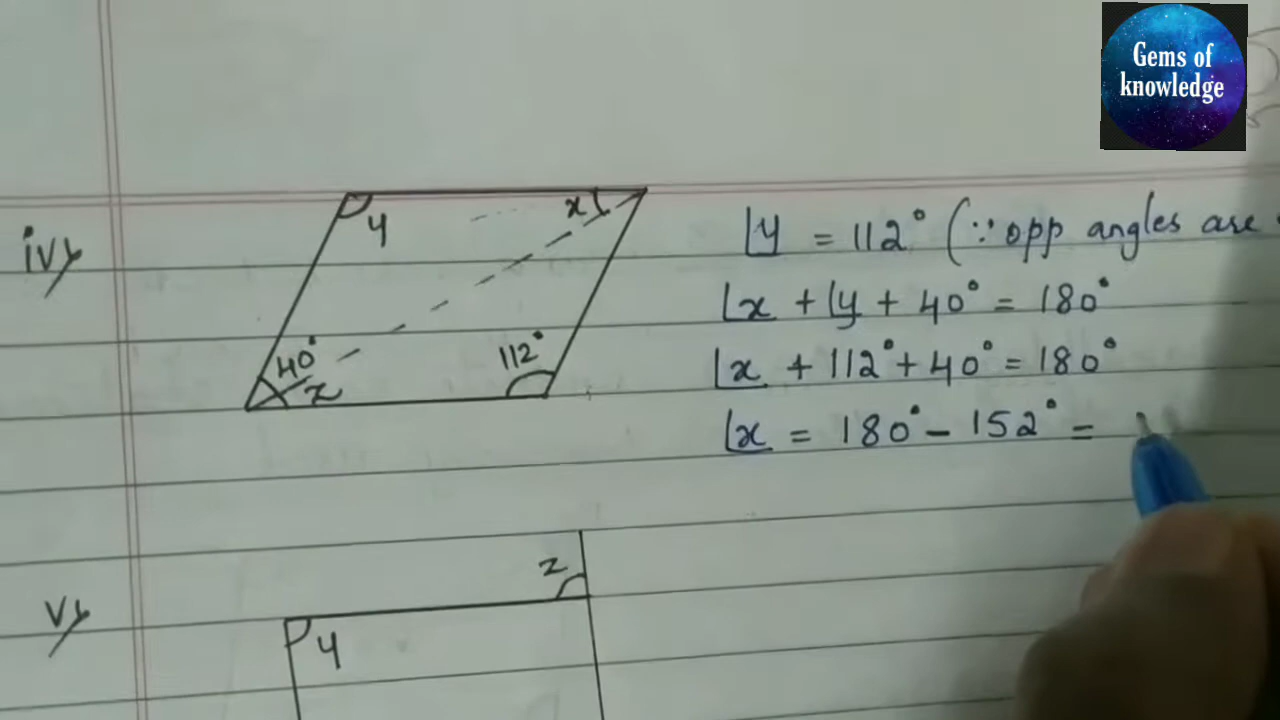 Gems of
knowledge
iv)
y
x
∠y = 112° (∵ opp angles are
∠x + ∠y + 40° = 180°
40°
112°
x
∠x + 112° + 40° = 180°
∠x = 180° - 152° =
z
v)
y